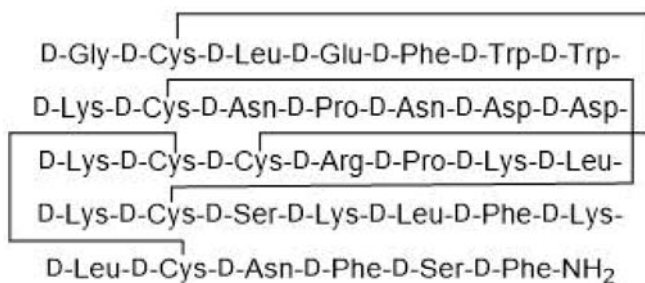 D-Gly-D-Cys-D-Leu-D-Glu-D-Phe-D-Trp-D-Trp-
D-Lys-D-Cys-D-Asn-D-Pro-D-Asn-D-Asp-D-Asp-
D-Lys-D-Cys-D-Cys-D-Arg-D-Pro-D-Lys-D-Leu-
D-Lys-D-Cys-D-Ser-D-Lys-D-Leu-D-Phe-D-Lys-
D-Leu-D-Cys-D-Asn-D-Phe-D-Ser-D-Phe-NH₂